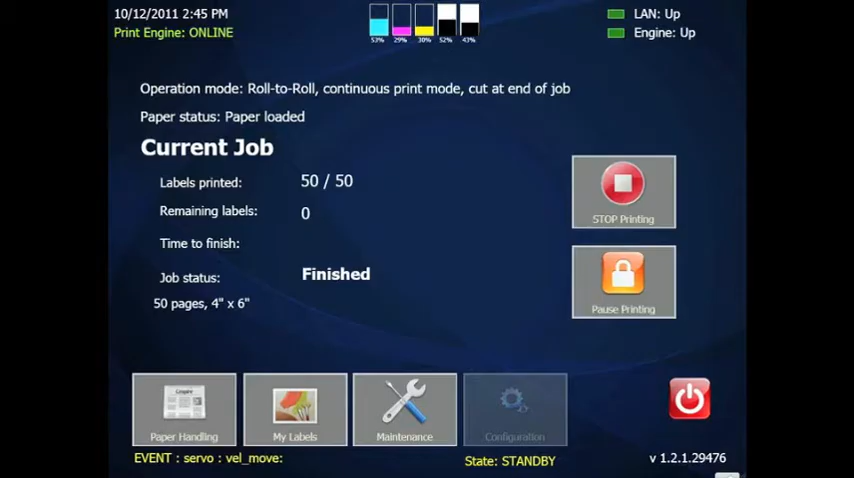 10/12/2011 2:45 PM
Print Engine: ONLINE
53% 29% 30% 52% 43%
LAN: Up
Engine: Up
Operation mode: Roll-to-Roll, continuous print mode, cut at end of job
Paper status: Paper loaded
Current Job
Labels printed: 50 / 50
Remaining labels: 0
Time to finish:
Job status: Finished
50 pages, 4" x 6"
STOP Printing
Pause Printing
Paper Handling
My Labels
Maintenance
Configuration
EVENT : servo : vel_move:
State: STANDBY
v 1.2.1.29476